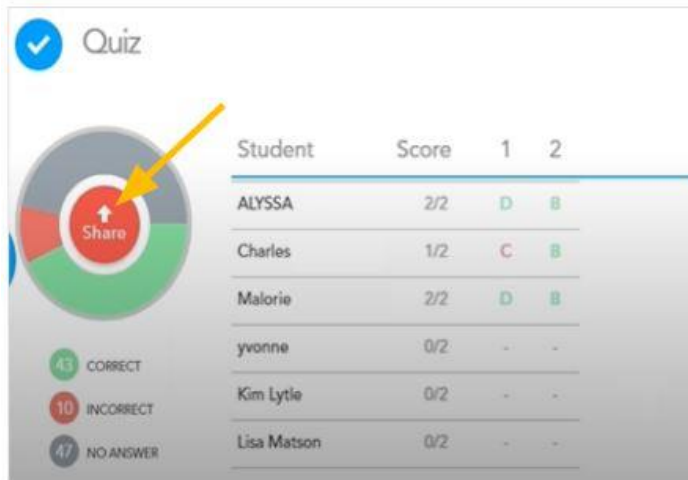 Quiz
Student Score 1 2
ALYSSA 2/2 D B
Charles 1/2 C B
Malorie 2/2 D B
yvonne 0/2 - -
Kim Lytle 0/2 - -
Lisa Matson 0/2 - -
Share
43 CORRECT
10 INCORRECT
47 NO ANSWER